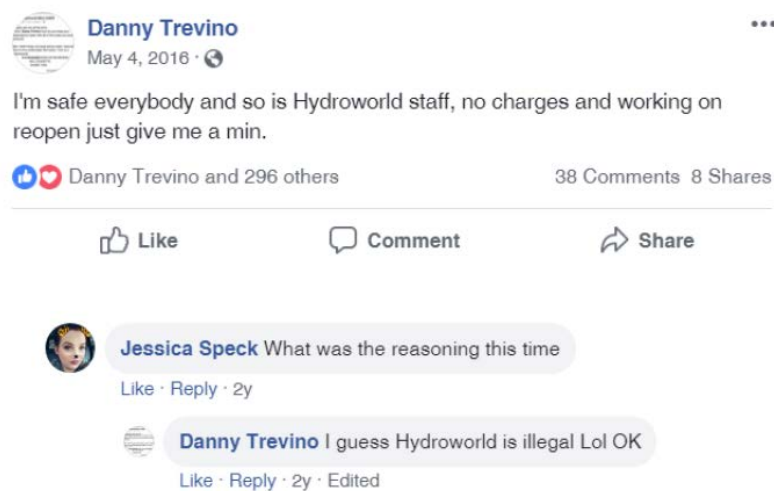 Danny Trevino
May 4, 2016 ·
I'm safe everybody and so is Hydroworld staff, no charges and working on
reopen just give me a min.
Danny Trevino and 296 others
38 Comments 8 Shares
Like
Comment
Share
Jessica Speck What was the reasoning this time
Like · Reply · 2y
Danny Trevino I guess Hydroworld is illegal Lol OK
Like · Reply · 2y · Edited